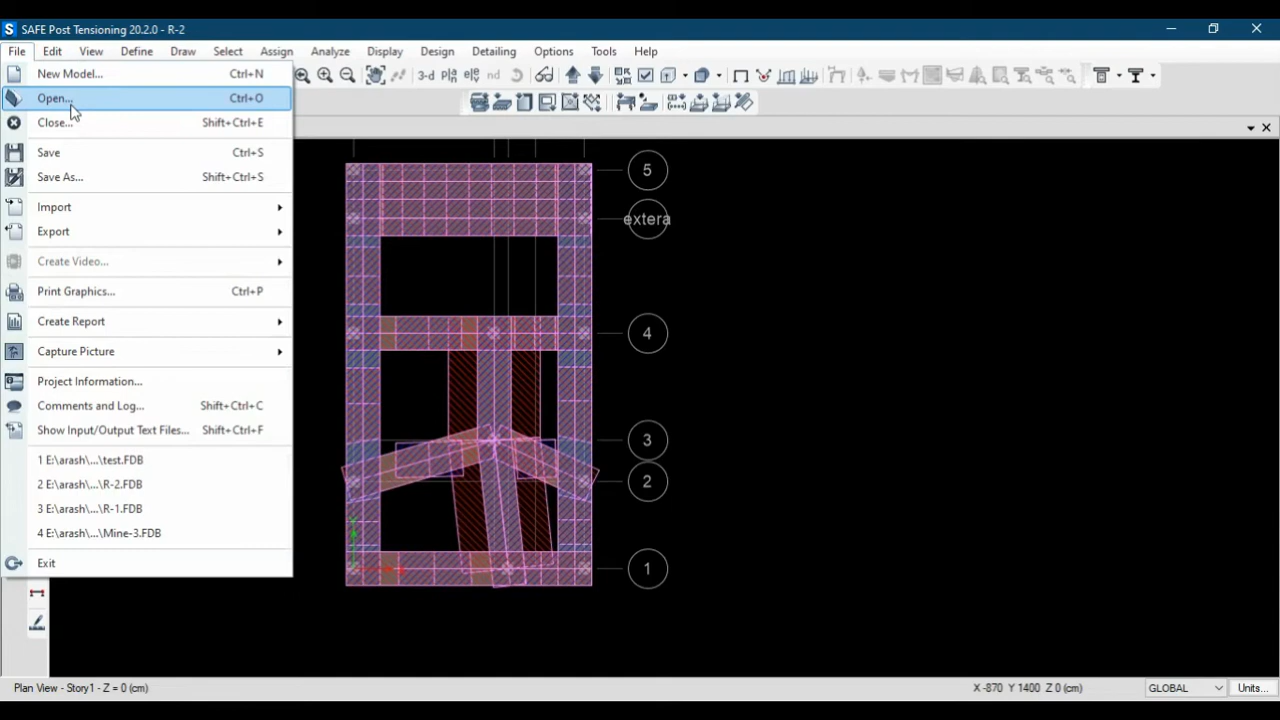 SAFE Post Tensioning 20.2.0 - R-2
File Edit View Define Draw Select Assign Analyze Display Design Detailing Options Tools Help
New Model... Ctrl+N
Open... Ctrl+O
Close... Shift+Ctrl+E
Save Ctrl+S
Save As... Shift+Ctrl+S
Import
Export
Create Video...
Print Graphics... Ctrl+P
Create Report
Capture Picture
Project Information...
Comments and Log... Shift+Ctrl+C
Show Input/Output Text Files... Shift+Ctrl+F
1 E:\arash\...\test.FDB
2 E:\arash\...\R-2.FDB
3 E:\arash\...\R-1.FDB
4 E:\arash\...\Mine-3.FDB
Exit
3-d nd
5
extera
4
3
2
1
Plan View - Story1 - Z = 0 (cm) X -870 Y 1400 Z 0 (cm) GLOBAL Units...